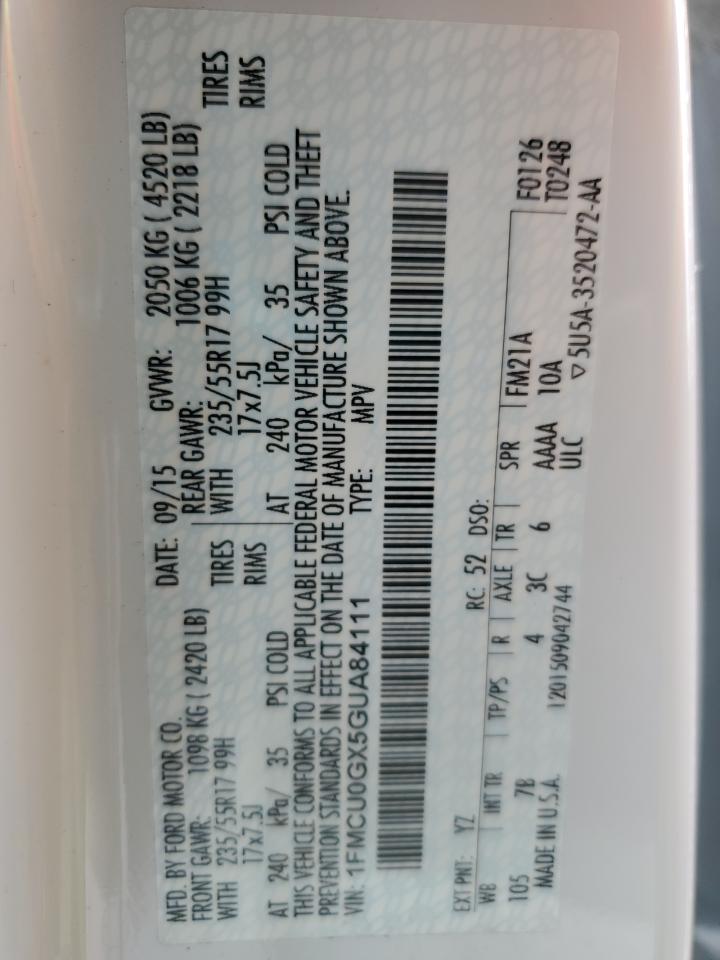 MFD. BY FORD MOTOR CO. DATE: 09/15 GVWR: 2050 KG ( 4520 LB)
FRONT GAWR: 1098 KG ( 2420 LB) REAR GAWR: 1006 KG ( 2218 LB)
WITH 235/55R17 99H TIRES WITH 235/55R17 99H TIRES
17x7.5J RIMS 17x7.5J RIMS
AT 240 kPa/ 35 PSI COLD AT 240 kPa/ 35 PSI COLD
THIS VEHICLE CONFORMS TO ALL APPLICABLE FEDERAL MOTOR VEHICLE SAFETY AND THEFT
PREVENTION STANDARDS IN EFFECT ON THE DATE OF MANUFACTURE SHOWN ABOVE.
VIN: 1FMCU0GX5GUA84111 TYPE: MPV
EXT PNT: YZ RC: 52 DSO:
WB INT TR TP/PS R AXLE TR SPR FM21A F0126
105 7B 4 3C 6 AAAA 10A T0248
MADE IN U.S.A. 1201509042744 ULC ▽5U5A-3520472-AA